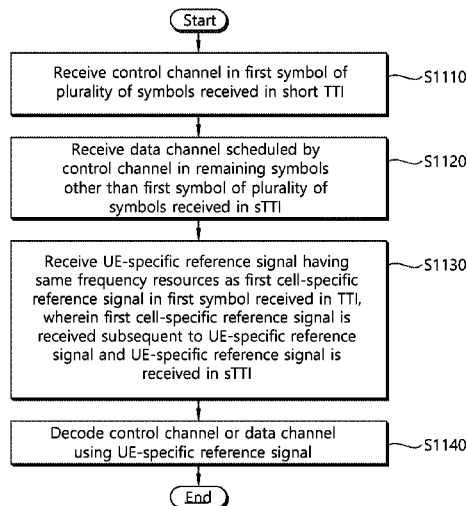 Start
Receive control channel in first symbol of
plurality of symbols received in short TTI
S1110
Receive data channel scheduled by
control channel in remaining symbols
other than first symbol of plurality of
symbols received in sTTI
S1120
Receive UE-specific reference signal having
same frequency resources as first cell-specific
reference signal in first symbol received in TTI,
wherein first cell-specific reference signal is
received subsequent to UE-specific reference
signal and UE-specific reference signal is
received in sTTI
S1130
Decode control channel or data channel
using UE-specific reference signal
S1140
End